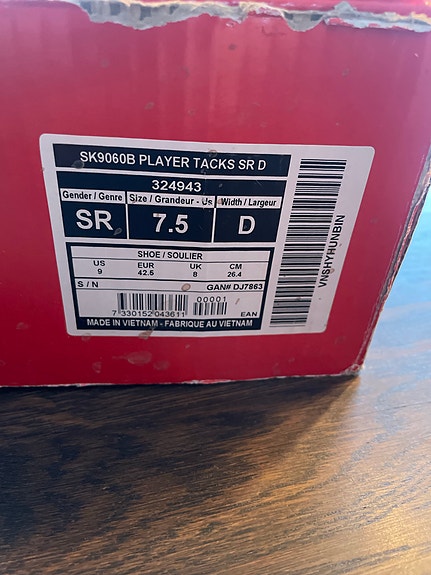 SK9060B PLAYER TACKS SR D
324943
Gender / Genre Size / Grandeur - Us Width / Largeur
SR 7.5 D
SHOE / SOULIER
US EUR UK CM
9 42.5 8 26.4
S / N GAN# DJ7863
00001
7 330152 043611 EAN
MADE IN VIETNAM - FABRIQUE AU VIETNAM
VNSHYHUNBIN